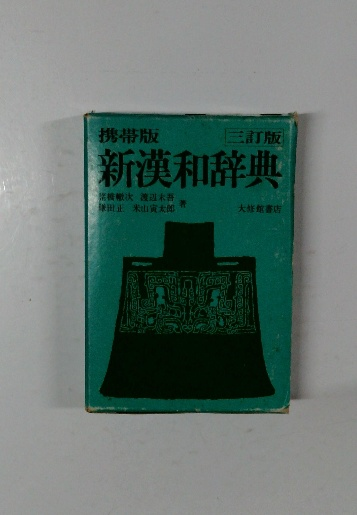 携帯版
三訂版
新漢和辞典
諸橋轍次 渡辺末吾
鎌田正 米山寅太郎 著
大修館書店